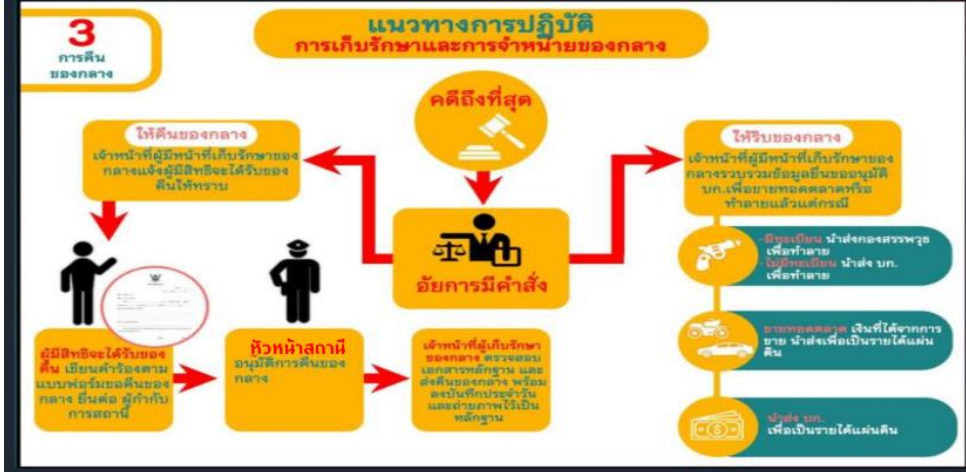 3
การคืน
ของกลาง
แนวทางการปฏิบัติ
การเก็บรักษาและการจำหน่ายของกลาง
คดีถึงที่สุด
อัยการมีคำสั่ง
ให้คืนของกลาง
เจ้าหน้าที่ผู้มีหน้าที่เก็บรักษาของ
กลางแจ้งผู้มีสิทธิจะได้รับของ
คืนให้ทราบ
ผู้มีสิทธิจะได้รับของ
คืน เขียนคำร้องตาม
แบบฟอร์มขอคืนของ
กลาง ยื่นต่อ ผู้กำกับ
การสถานี
หัวหน้าสถานี
อนุมัติการคืนของ
กลาง
เจ้าหน้าที่ผู้เก็บรักษา
ของกลาง ตรวจสอบ
เอกสารหลักฐาน และ
ส่งคืนของกลาง พร้อม
ลงบันทึกประจำวัน
และถ่ายภาพไว้เป็น
หลักฐาน
ให้ริบของกลาง
เจ้าหน้าที่ผู้มีหน้าที่เก็บรักษาของ
กลางรวบรวมข้อมูลยื่นขออนุมัติ
บก.เพื่อขายทอดตลาดหรือ
ทำลายแล้วแต่กรณี
-มีทะเบียน นำส่งกองสรรพวุธ
เพื่อทำลาย
-ไม่มีทะเบียน นำส่ง บก.
เพื่อทำลาย
ขายทอดตลาด เงินที่ได้จากการ
ขาย นำส่งเพื่อเป็นรายได้แผ่น
ดิน
นำส่ง บก.
เพื่อเป็นรายได้แผ่นดิน